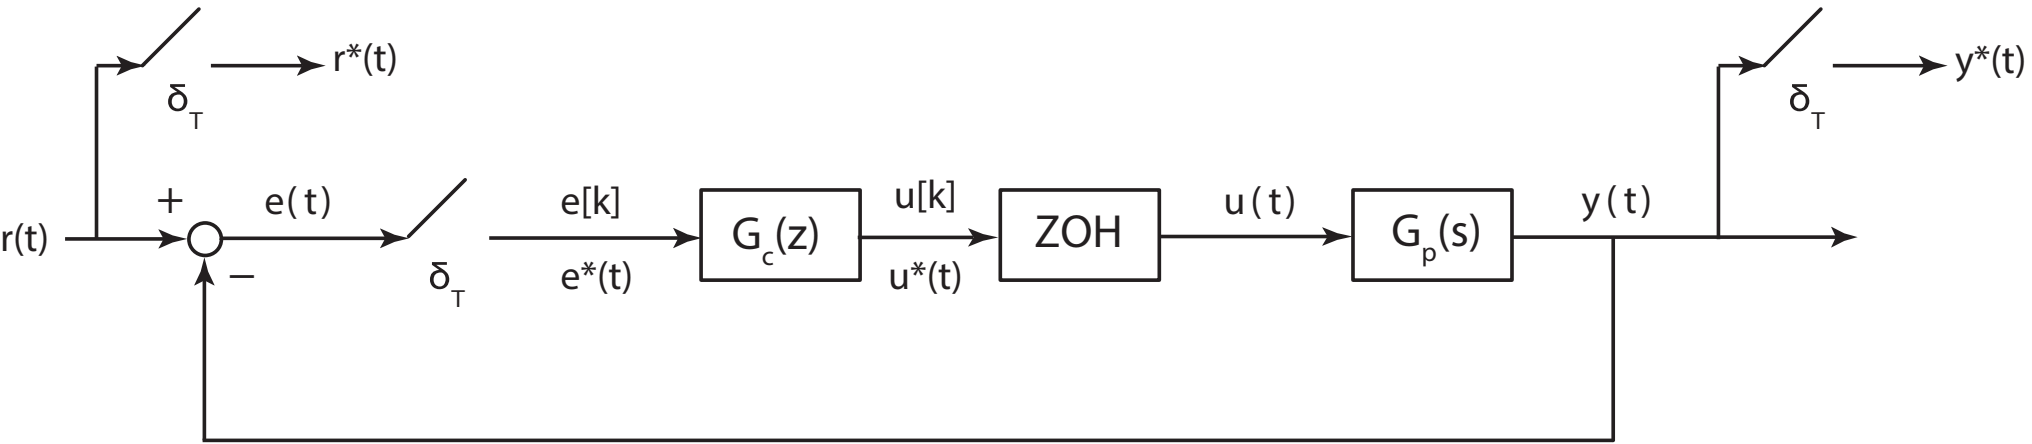 r*(t)
δT
y*(t)
δT
r(t)
+
−
e(t)
δT
e[k]
e*(t)
Gc(z)
u[k]
u*(t)
ZOH
u(t)
Gp(s)
y(t)